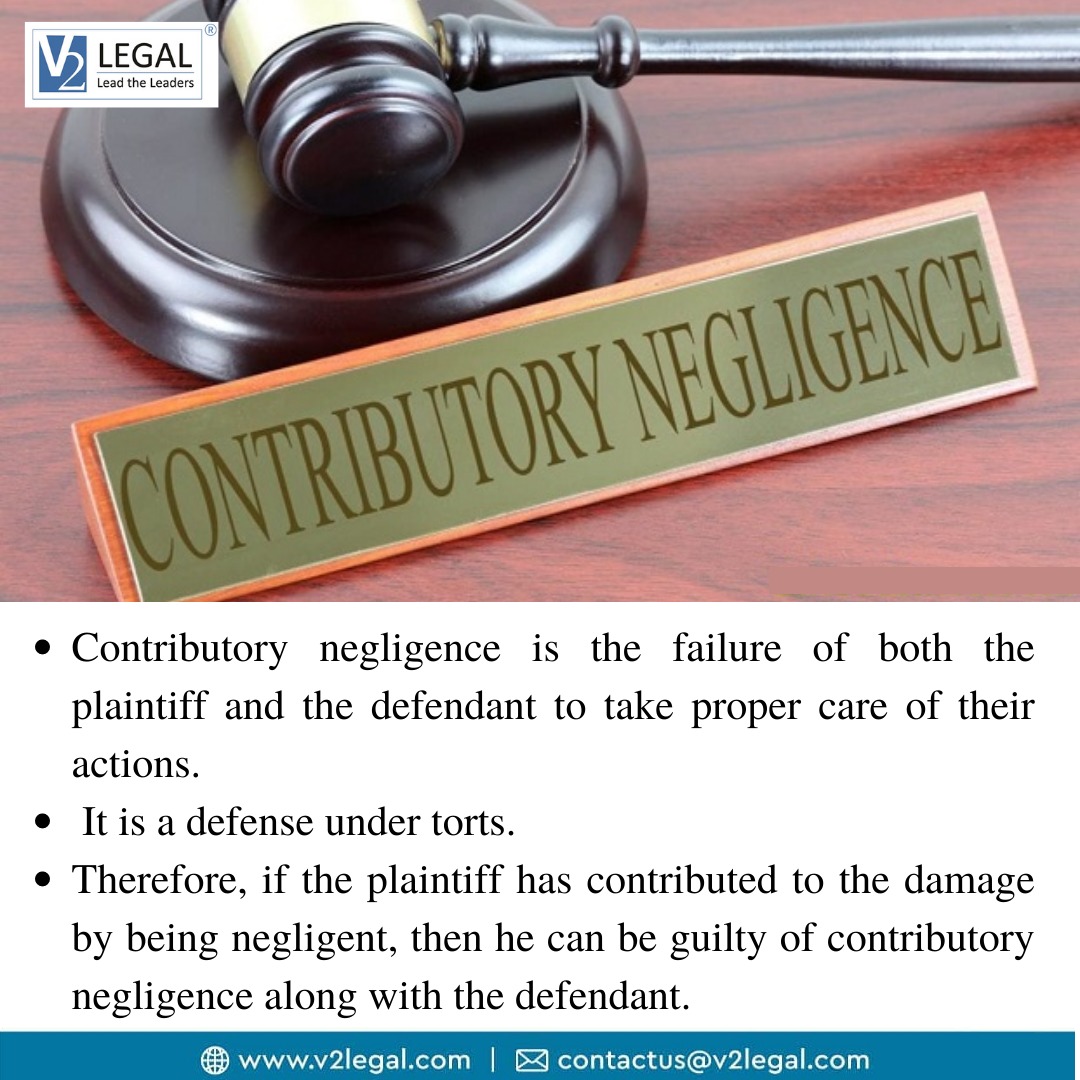 V2 LEGAL®
Lead the Leaders
CONTRIBUTORY NEGLIGENCE
• Contributory negligence is the failure of both the
plaintiff and the defendant to take proper care of their
actions.
• It is a defense under torts.
• Therefore, if the plaintiff has contributed to the damage
by being negligent, then he can be guilty of contributory
negligence along with the defendant.
www.v2legal.com | contactus@v2legal.com